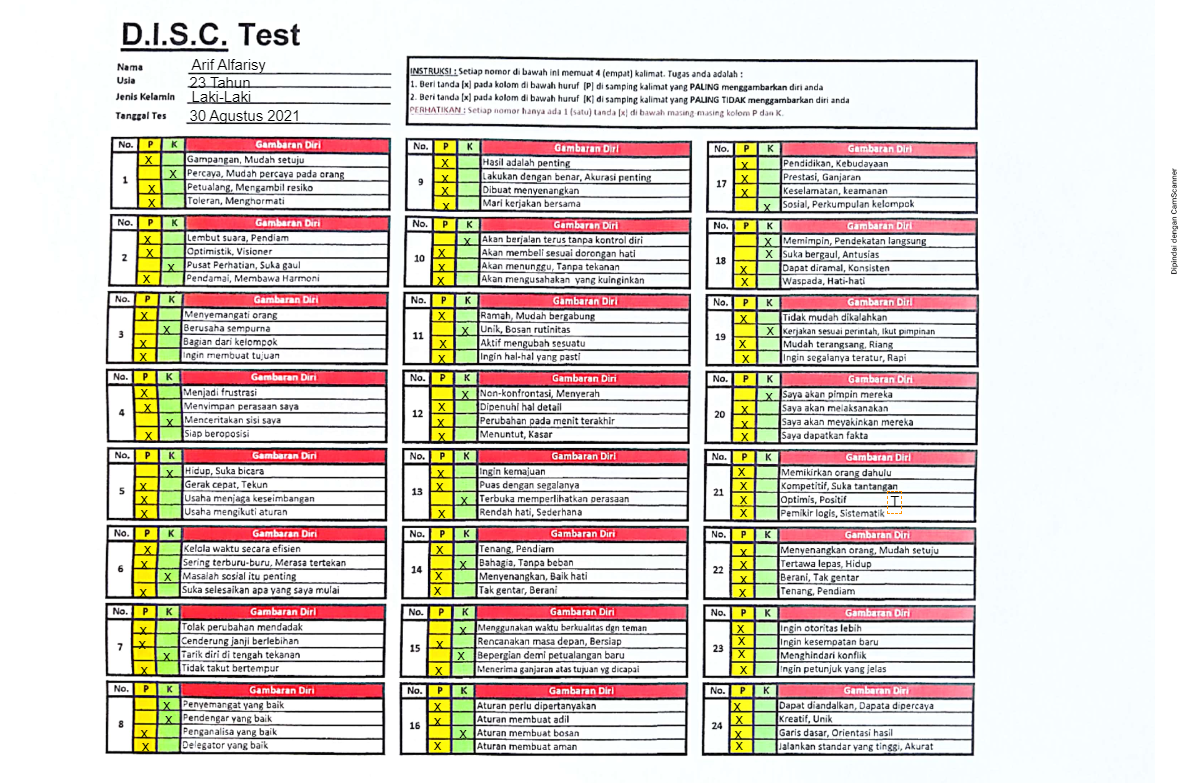 D.I.S.C. Test
Nama Arif Alfarisy
Usia 23 Tahun
Jenis Kelamin Laki-Laki
Tanggal Tes 30 Agustus 2021
INSTRUKSI : Setiap nomor di bawah ini memuat 4 (empat) kalimat. Tugas anda adalah :
1. Beri tanda [x] pada kolom di bawah huruf [P] di samping kalimat yang PALING menggambarkan diri anda
2. Beri tanda [x] pada kolom di bawah huruf [K] di samping kalimat yang PALING TIDAK menggambarkan diri anda
PERHATIKAN : Setiap nomor hanya ada 1 (satu) tanda [x] di bawah masing-masing kolom P dan K.
No. P K Gambaran Diri
1
X Gampangan, Mudah setuju
X Percaya, Mudah percaya pada orang
X Petualang, Mengambil resiko
X Toleran, Menghormati
No. P K Gambaran Diri
2
X Lembut suara, Pendiam
X Optimistik, Visioner
X Pusat Perhatian, Suka gaul
X Pendamai, Membawa Harmoni
No. P K Gambaran Diri
3
X Menyemangati orang
X Berusaha sempurna
X Bagian dari kelompok
X Ingin membuat tujuan
No. P K Gambaran Diri
4
X Menjadi frustrasi
X Menyimpan perasaan saya
X Menceritakan sisi saya
X Siap beroposisi
No. P K Gambaran Diri
5
X Hidup, Suka bicara
X Gerak cepat, Tekun
X Usaha menjaga keseimbangan
X Usaha mengikuti aturan
No. P K Gambaran Diri
6
X Kelola waktu secara efisien
X Sering terburu-buru, Merasa tertekan
X Masalah sosial itu penting
X Suka selesaikan apa yang saya mulai
No. P K Gambaran Diri
7
X Tolak perubahan mendadak
X Cenderung janji berlebihan
X Tarik diri di tengah tekanan
X Tidak takut bertempur
No. P K Gambaran Diri
8
X Penyemangat yang baik
X Pendengar yang baik
X Penganalisa yang baik
X Delegator yang baik
No. P K Gambaran Diri
9
X Hasil adalah penting
X Lakukan dengan benar, Akurasi penting
X Dibuat menyenangkan
X Mari kerjakan bersama
No. P K Gambaran Diri
10
X Akan berjalan terus tanpa kontrol diri
X Akan membeli sesuai dorongan hati
X Akan menunggu, Tanpa tekanan
X Akan mengusahakan yang kuinginkan
No. P K Gambaran Diri
11
X Ramah, Mudah bergabung
X Unik, Bosan rutinitas
X Aktif mengubah sesuatu
X Ingin hal-hal yang pasti
No. P K Gambaran Diri
12
X Non-konfrontasi, Menyerah
X Dipenuhi hal detail
X Perubahan pada menit terakhir
X Menuntut, Kasar
No. P K Gambaran Diri
13
X Ingin kemajuan
X Puas dengan segalanya
X Terbuka memperlihatkan perasaan
X Rendah hati, Sederhana
No. P K Gambaran Diri
14
X Tenang, Pendiam
X Bahagia, Tanpa beban
X Menyenangkan, Baik hati
X Tak gentar, Berani
No. P K Gambaran Diri
15
X Menggunakan waktu berkualitas dgn teman
X Rencanakan masa depan, Bersiap
X Bepergian demi petualangan baru
X Menerima ganjaran atas tujuan yg dicapai
No. P K Gambaran Diri
16
X Aturan perlu dipertanyakan
X Aturan membuat adil
X Aturan membuat bosan
X Aturan membuat aman
No. P K Gambaran Diri
17
X Pendidikan, Kebudayaan
X Prestasi, Ganjaran
X Keselamatan, keamanan
X Sosial, Perkumpulan kelompok
No. P K Gambaran Diri
18
X Memimpin, Pendekatan langsung
X Suka bergaul, Antusias
X Dapat diramal, Konsisten
X Waspada, Hati-hati
No. P K Gambaran Diri
19
X Tidak mudah dikalahkan
X Kerjakan sesuai perintah, Ikut pimpinan
X Mudah terangsang, Riang
X Ingin segalanya teratur, Rapi
No. P K Gambaran Diri
20
X Saya akan pimpin mereka
X Saya akan melaksanakan
X Saya akan meyakinkan mereka
X Saya dapatkan fakta
No. P K Gambaran Diri
21
X Memikirkan orang dahulu
X Kompetitif, Suka tantangan
X Optimis, Positif
X Pemikir logis, Sistematik
No. P K Gambaran Diri
22
X Menyenangkan orang, Mudah setuju
X Tertawa lepas, Hidup
X Berani, Tak gentar
X Tenang, Pendiam
No. P K Gambaran Diri
23
X Ingin otoritas lebih
X Ingin kesempatan baru
X Menghindari konflik
X Ingin petunjuk yang jelas
No. P K Gambaran Diri
24
X Dapat diandalkan, Dapata dipercaya
X Kreatif, Unik
X Garis dasar, Orientasi hasil
X Jalankan standar yang tinggi, Akurat
Dipindai dengan CamScanner